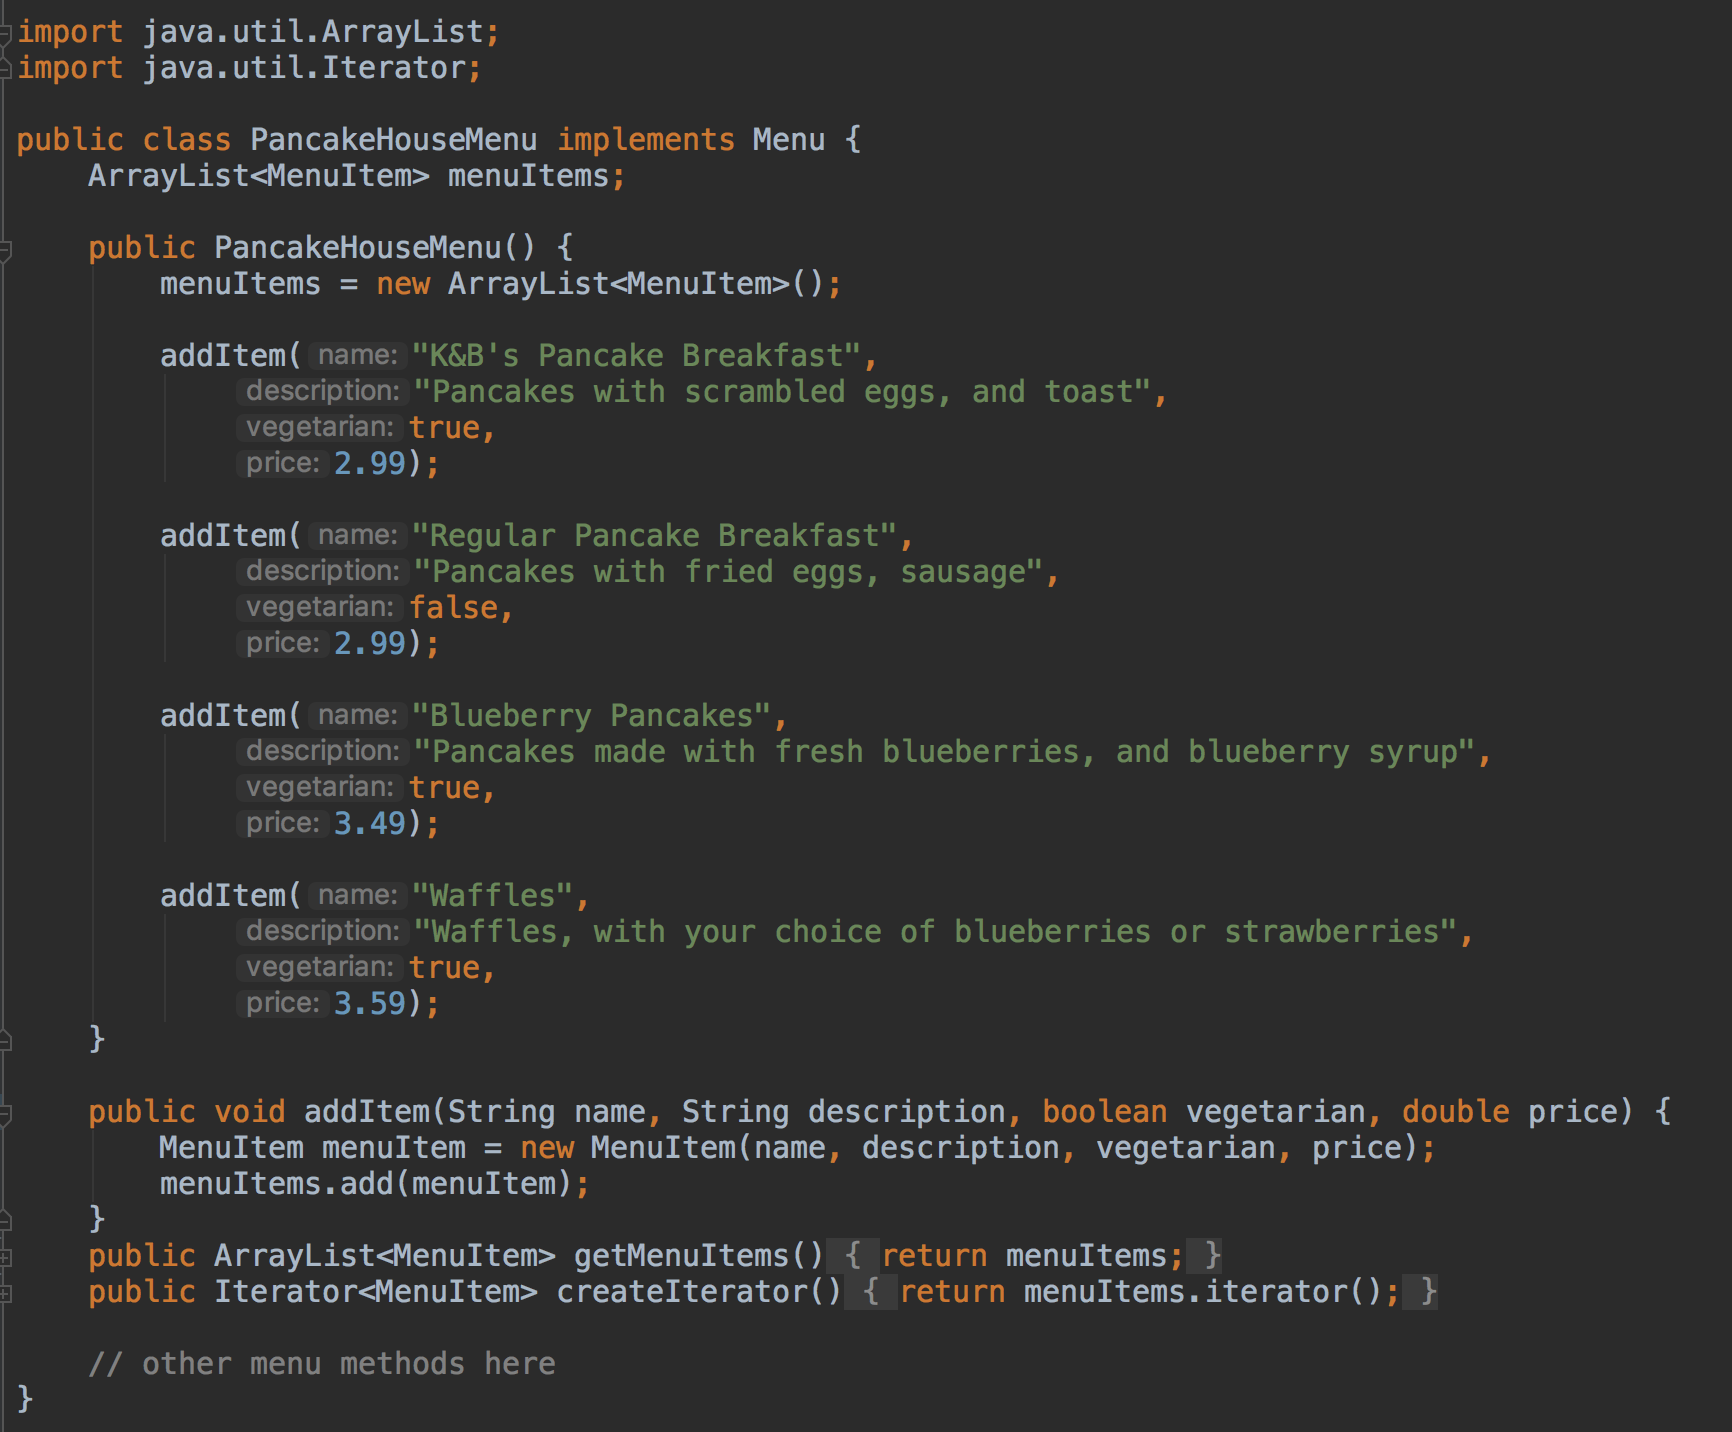 import java.util.ArrayList;
import java.util.Iterator;
public class PancakeHouseMenu implements Menu {
ArrayList<MenuItem> menuItems;
public PancakeHouseMenu() {
menuItems = new ArrayList<MenuItem>();
addItem( name: "K&B's Pancake Breakfast",
description: "Pancakes with scrambled eggs, and toast",
vegetarian: true,
price: 2.99);
addItem( name: "Regular Pancake Breakfast",
description: "Pancakes with fried eggs, sausage",
vegetarian: false,
price: 2.99);
addItem( name: "Blueberry Pancakes",
description: "Pancakes made with fresh blueberries, and blueberry syrup",
vegetarian: true,
price: 3.49);
addItem( name: "Waffles",
description: "Waffles, with your choice of blueberries or strawberries",
vegetarian: true,
price: 3.59);
}
public void addItem(String name, String description, boolean vegetarian, double price) {
MenuItem menuItem = new MenuItem(name, description, vegetarian, price);
menuItems.add(menuItem);
}
public ArrayList<MenuItem> getMenuItems() { return menuItems; }
public Iterator<MenuItem> createIterator() { return menuItems.iterator(); }
// other menu methods here
}